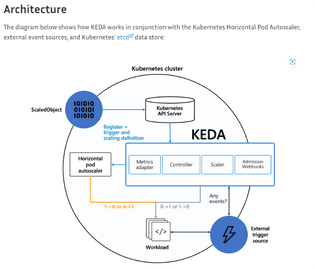 Architecture
The diagram below shows how KEDA works in conjunction with the Kubernetes Horizontal Pod Autoscaler,
external event sources, and Kubernetes' etcd data store:
Kubernetes cluster
ScaledObject
Kubernetes
API Server
Register +
trigger and
scaling definition
KEDA
Horizontal
pod
autoscaler
Metrics
adapter
Controller
Scaler
Admission
Webhooks
1->n or n->1
0->1 or 1->0
Any
events?
</>
Workload
External
trigger
source